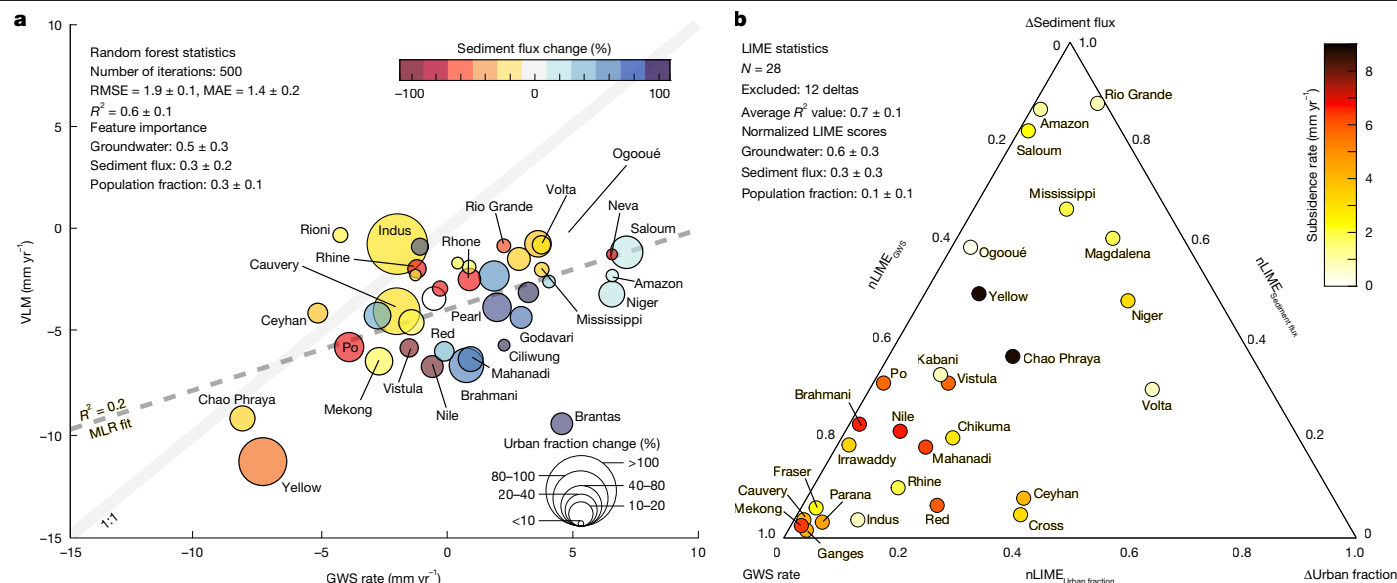 a
Random forest statistics
Number of iterations: 500
RMSE = 1.9 ± 0.1, MAE = 1.4 ± 0.2
R² = 0.6 ± 0.1
Feature importance
Groundwater: 0.5 ± 0.3
Sediment flux: 0.3 ± 0.2
Population fraction: 0.3 ± 0.1
Sediment flux change (%)
−100 0 100
10
5
0
−5
−10
−15
VLM (mm yr⁻¹)
Ogooué
Volta
Rio Grande
Neva
Saloum
Rioni
Indus
Rhone
Rhine
Cauvery
Amazon
Niger
Ceyhan
Pearl
Mississippi
Red
Godavari
Po
Ciliwung
Mahanadi
Vistula
Brahmani
Mekong
Nile
Chao Phraya
R² = 0.2
MLR fit
Brantas
Yellow
1:1
Urban fraction change (%)
>100
80–100
40–80
20–40
10–20
<10
−15 −10 −5 0 5 10
GWS rate (mm yr⁻¹)
b
LIME statistics
N = 28
Excluded: 12 deltas
Average R² value: 0.7 ± 0.1
Normalized LIME scores
Groundwater: 0.6 ± 0.3
Sediment flux: 0.3 ± 0.3
Population fraction: 0.1 ± 0.1
ΔSediment flux
0 1.0
Rio Grande
Amazon
0.2 0.8
Saloum
Mississippi
0.4 0.6
Magdalena
Ogooué
nLIME GWS
nLIME Sediment flux
Yellow
Niger
0.6 0.4
Chao Phraya
Kabani
Po
Vistula
Brahmani
Volta
Nile
Chikuma
0.8 0.2
Irrawaddy
Mahanadi
Fraser
Rhine
Cauvery
Parana
Ceyhan
Mekong
Indus
Red
Cross
1.0 0
Ganges
0 0.2 0.4 0.6 0.8 1.0
GWS rate
nLIME Urban fraction
ΔUrban fraction
Subsidence rate (mm yr⁻¹)
8
6
4
2
0